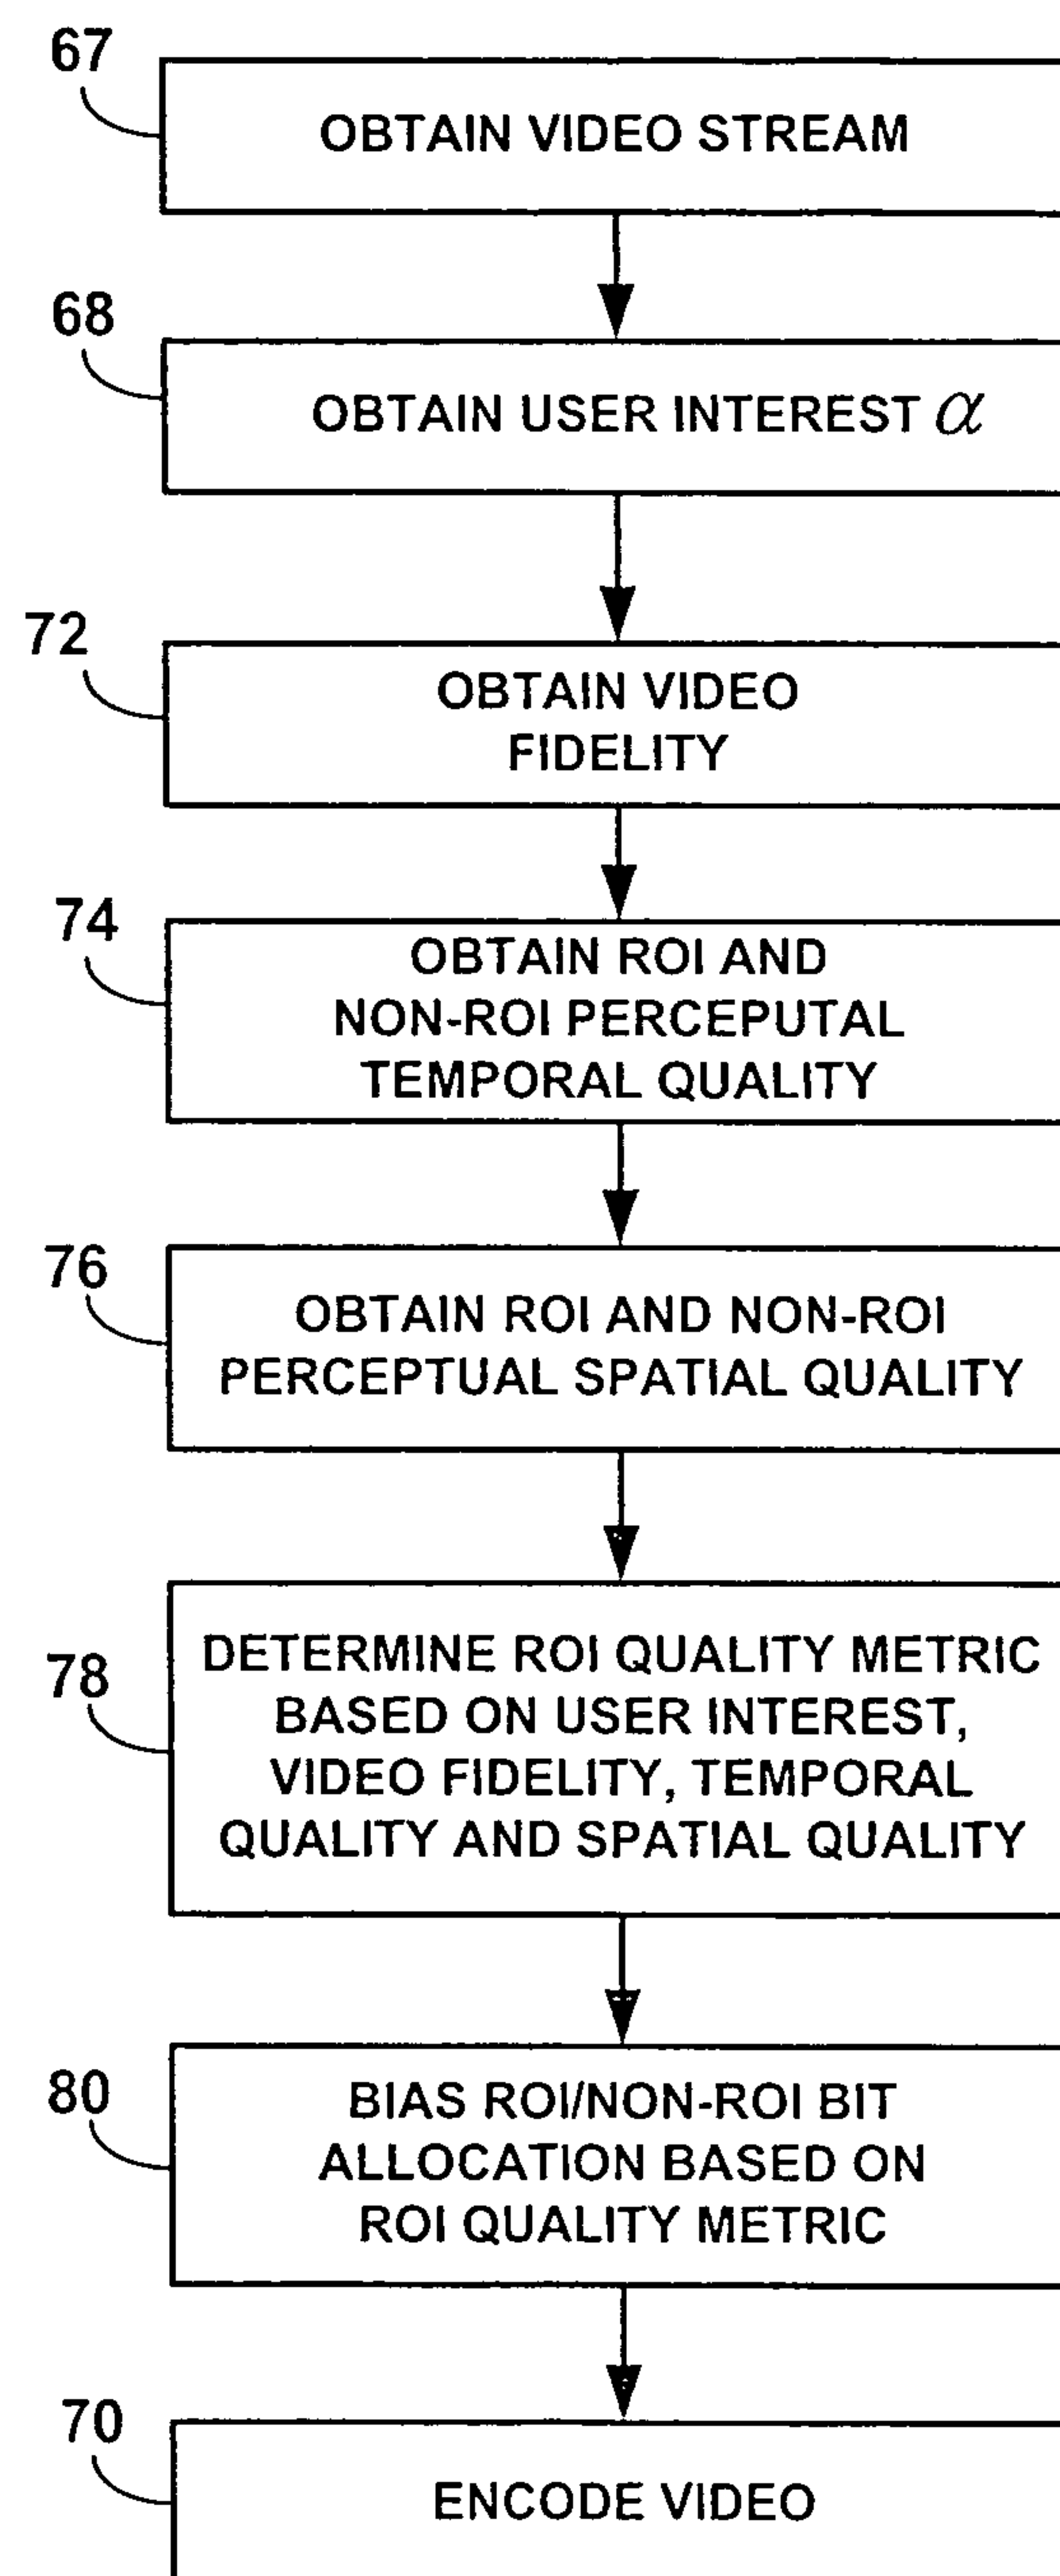 67
OBTAIN VIDEO STREAM
68
OBTAIN USER INTEREST α
72
OBTAIN VIDEO
FIDELITY
74
OBTAIN ROI AND
NON-ROI PERCEPUTAL
TEMPORAL QUALITY
76
OBTAIN ROI AND NON-ROI
PERCEPTUAL SPATIAL QUALITY
78
DETERMINE ROI QUALITY METRIC
BASED ON USER INTEREST,
VIDEO FIDELITY, TEMPORAL
QUALITY AND SPATIAL QUALITY
80
BIAS ROI/NON-ROI BIT
ALLOCATION BASED ON
ROI QUALITY METRIC
70
ENCODE VIDEO